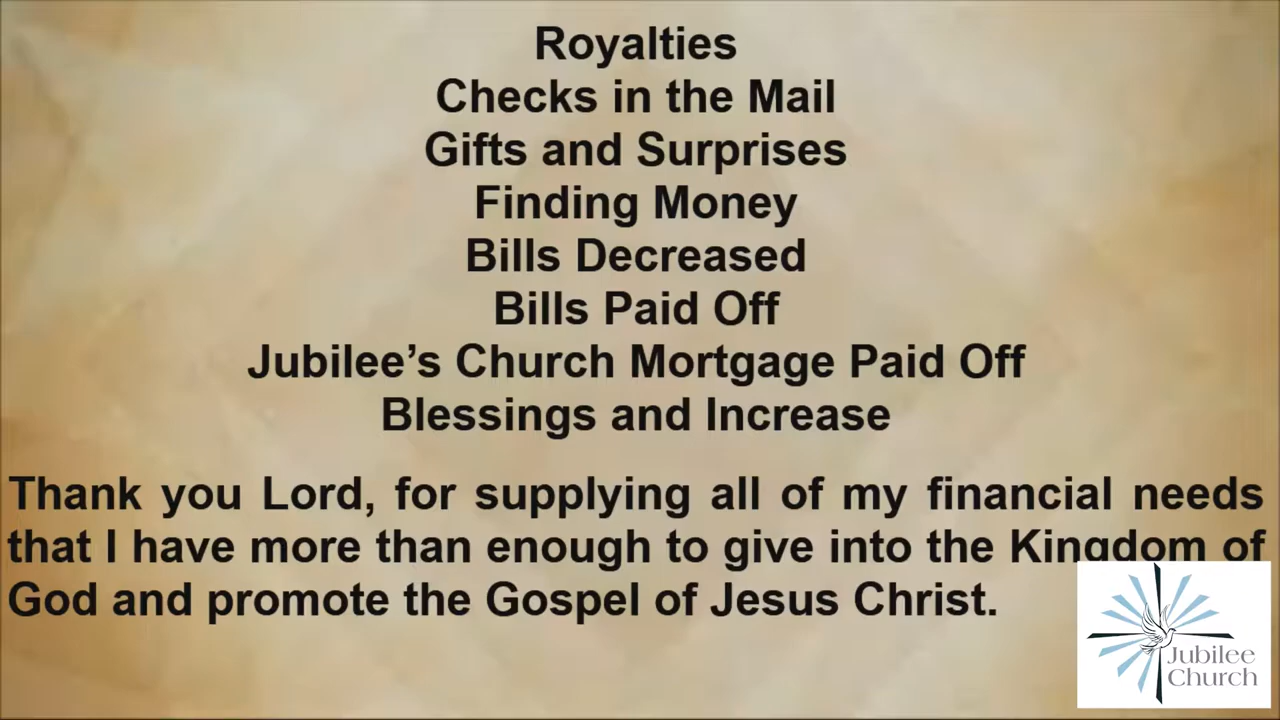 Royalties
Checks in the Mail
Gifts and Surprises
Finding Money
Bills Decreased
Bills Paid Off
Jubilee’s Church Mortgage Paid Off
Blessings and Increase
Thank you Lord, for supplying all of my financial needs
that I have more than enough to give into the Kingdom of
God and promote the Gospel of Jesus Christ.
Jubilee
Church